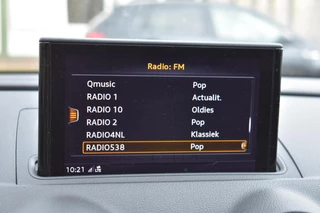 Radio: FM
Qmusic Pop
RADIO 1 Actualit.
RADIO 10 Oldies
RADIO 2 Pop
RADIO4NL Klassiek
RADIO538 Pop
10:21